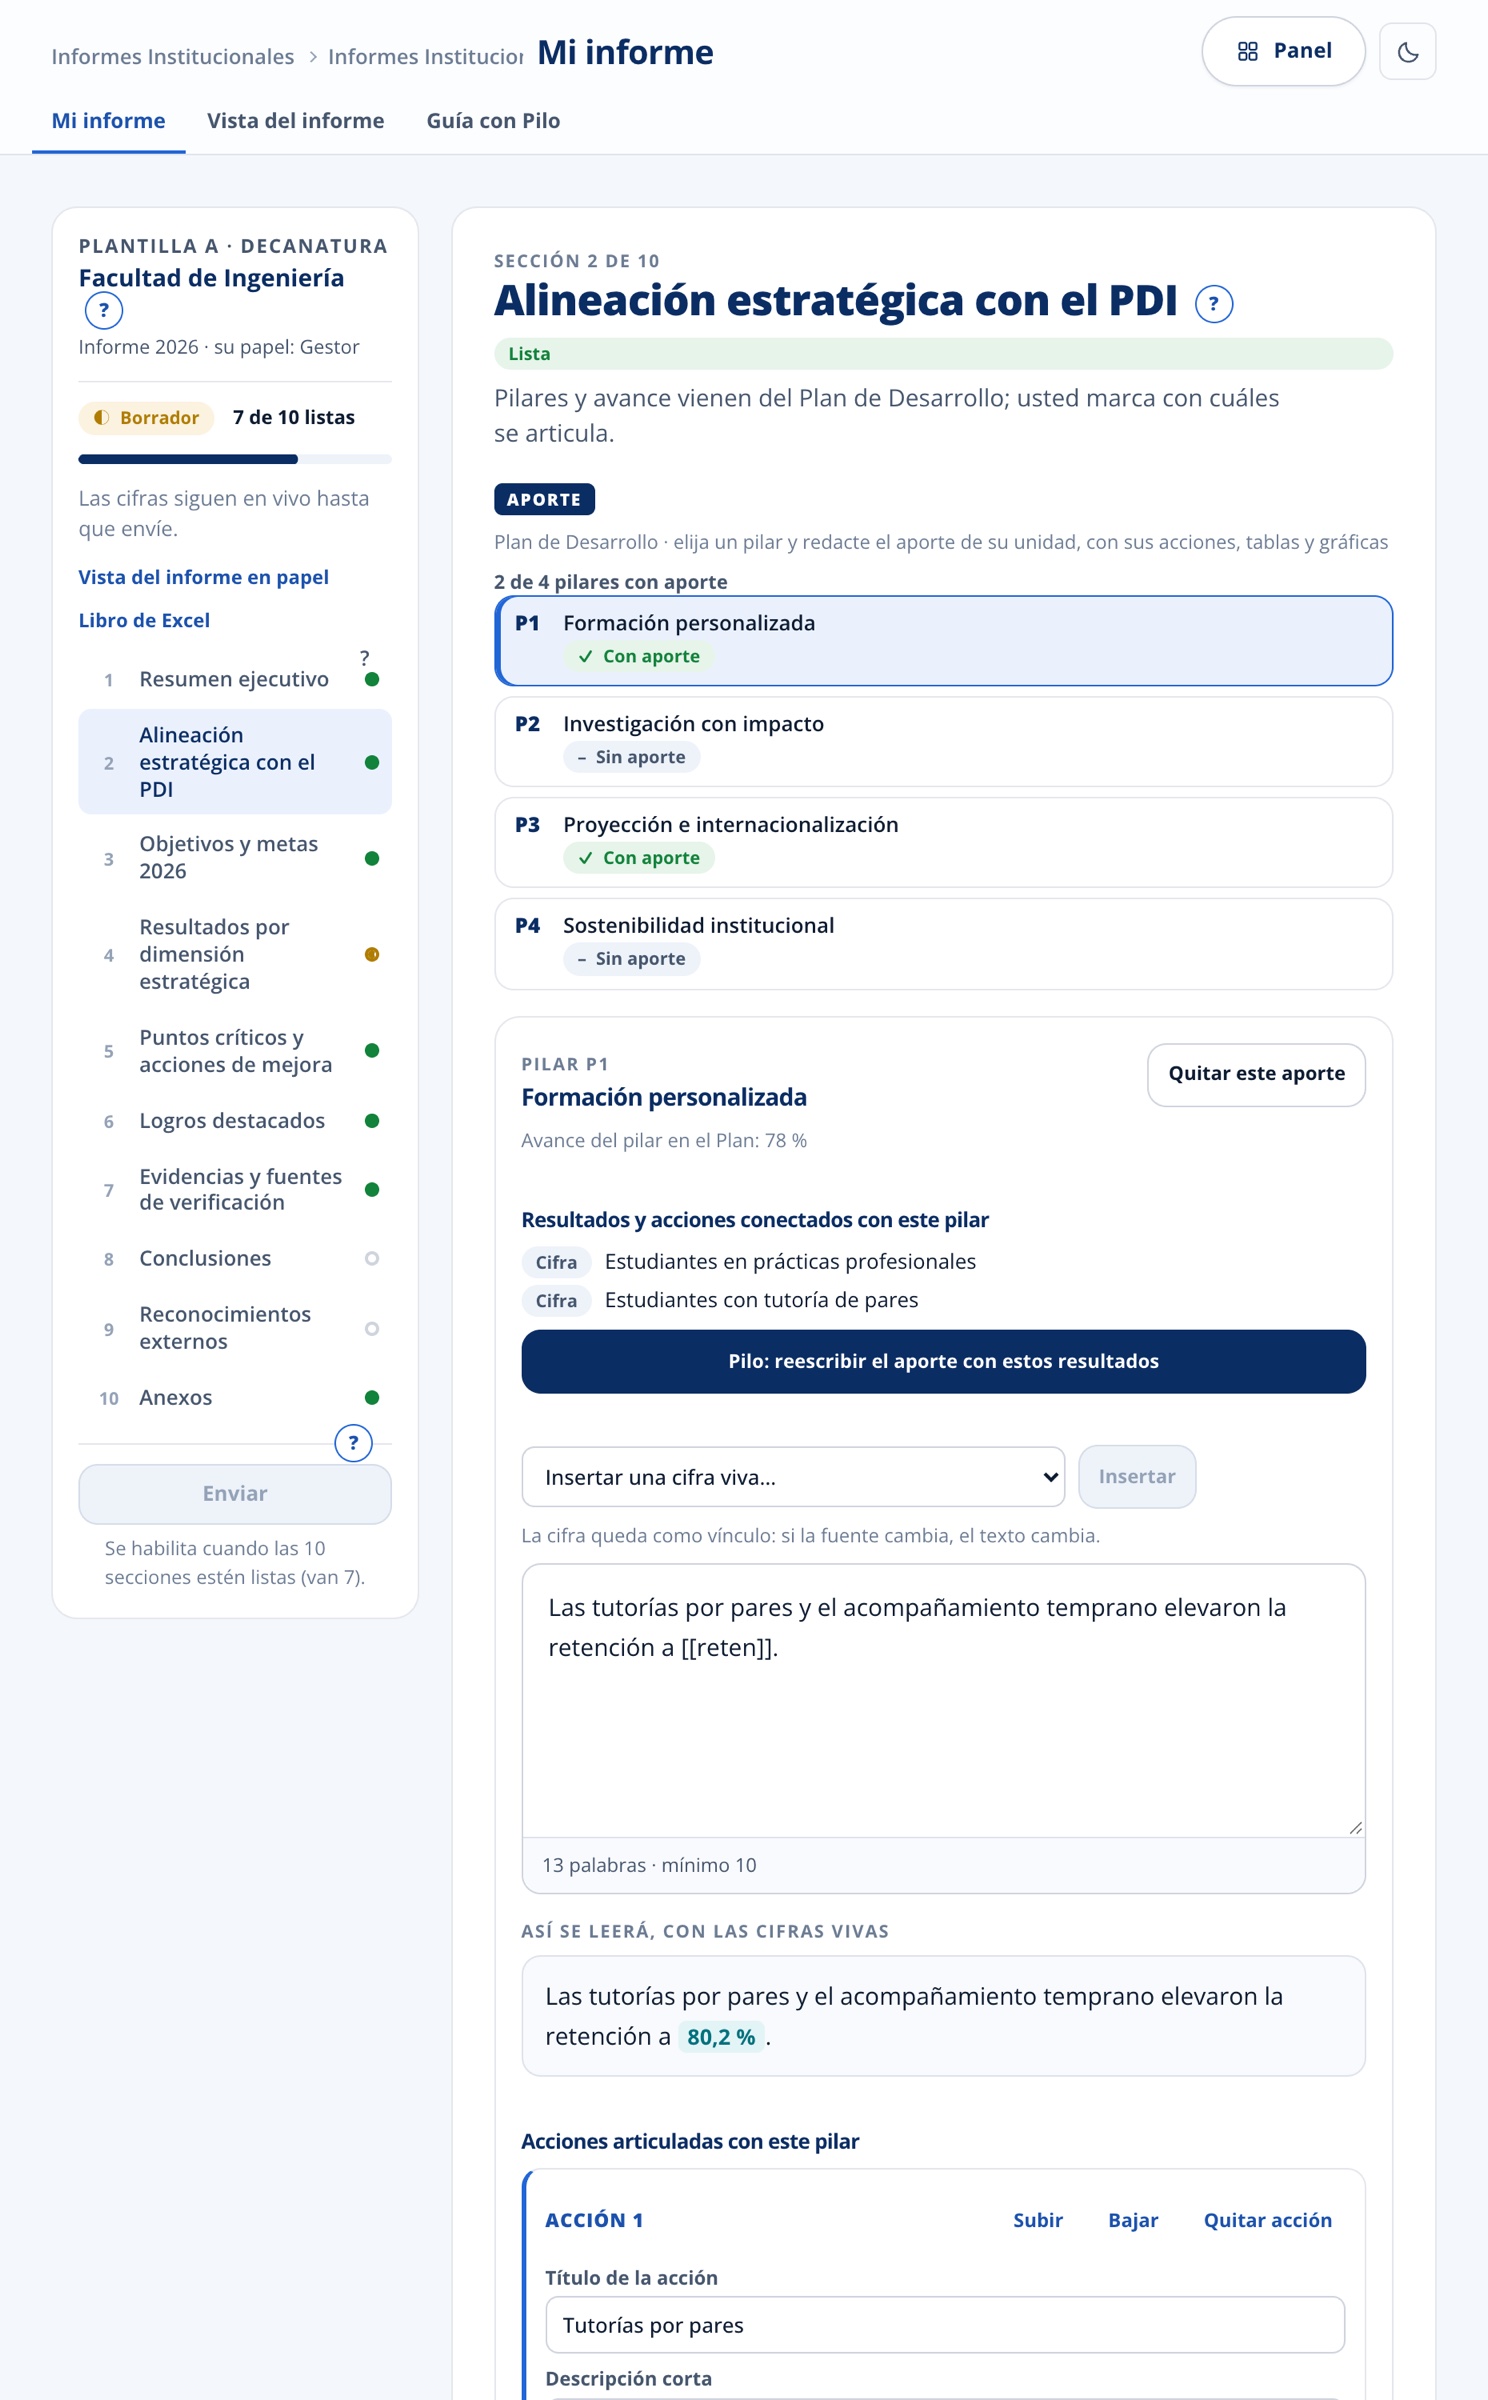 Informes Institucionales > Informes Institucior Mi informe
Panel
Mi informe Vista del informe Guía con Pilo
PLANTILLA A · DECANATURA
Facultad de Ingeniería
?
Informe 2026 · su papel: Gestor
Borrador 7 de 10 listas
Las cifras siguen en vivo hasta
que envíe.
Vista del informe en papel
Libro de Excel
?
1 Resumen ejecutivo
2 Alineación
estratégica con el
PDI
3 Objetivos y metas
2026
4 Resultados por
dimensión
estratégica
5 Puntos críticos y
acciones de mejora
6 Logros destacados
7 Evidencias y fuentes
de verificación
8 Conclusiones
9 Reconocimientos
externos
10 Anexos
?
Enviar
Se habilita cuando las 10
secciones estén listas (van 7).
SECCIÓN 2 DE 10
Alineación estratégica con el PDI ?
Lista
Pilares y avance vienen del Plan de Desarrollo; usted marca con cuáles
se articula.
APORTE
Plan de Desarrollo · elija un pilar y redacte el aporte de su unidad, con sus acciones, tablas y gráficas
2 de 4 pilares con aporte
P1 Formación personalizada
✓ Con aporte
P2 Investigación con impacto
– Sin aporte
P3 Proyección e internacionalización
✓ Con aporte
P4 Sostenibilidad institucional
– Sin aporte
PILAR P1
Formación personalizada
Quitar este aporte
Avance del pilar en el Plan: 78 %
Resultados y acciones conectados con este pilar
Cifra Estudiantes en prácticas profesionales
Cifra Estudiantes con tutoría de pares
Pilo: reescribir el aporte con estos resultados
Insertar una cifra viva... Insertar
La cifra queda como vínculo: si la fuente cambia, el texto cambia.
Las tutorías por pares y el acompañamiento temprano elevaron la
retención a [[reten]].
13 palabras · mínimo 10
ASÍ SE LEERÁ, CON LAS CIFRAS VIVAS
Las tutorías por pares y el acompañamiento temprano elevaron la
retención a 80,2 % .
Acciones articuladas con este pilar
ACCIÓN 1 Subir Bajar Quitar acción
Título de la acción
Tutorías por pares
Descripción corta